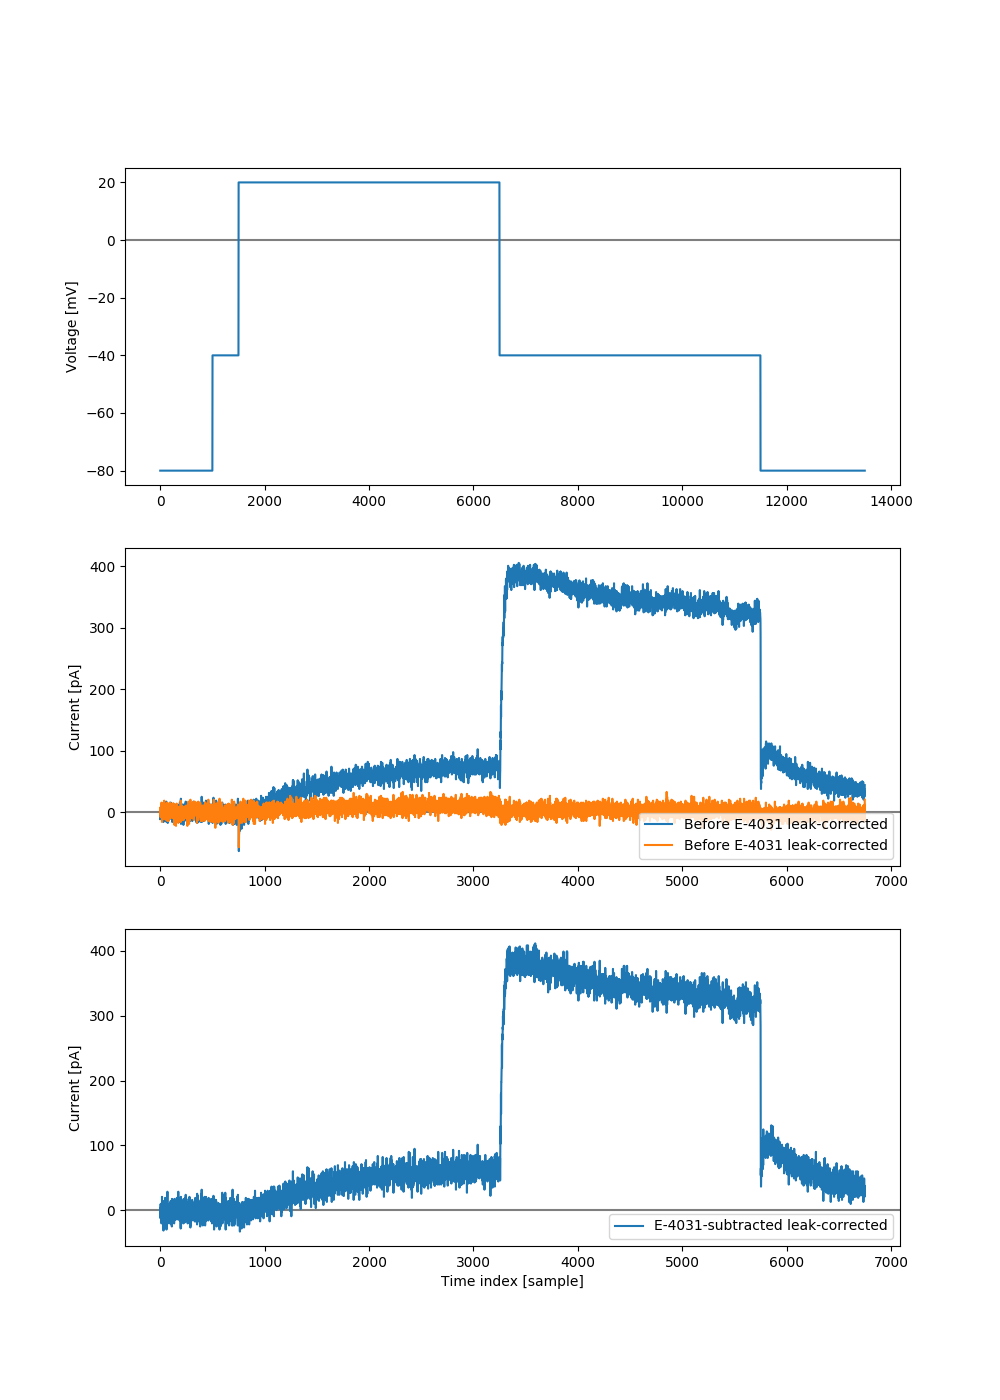 20
0
−20
−40
−60
−80
Voltage [mV]
0 2000 4000 6000 8000 10000 12000 14000
400
300
200
100
0
Current [pA]
Before E-4031 leak-corrected
Before E-4031 leak-corrected
0 1000 2000 3000 4000 5000 6000 7000
400
300
200
100
0
Current [pA]
E-4031-subtracted leak-corrected
0 1000 2000 3000 4000 5000 6000 7000
Time index [sample]